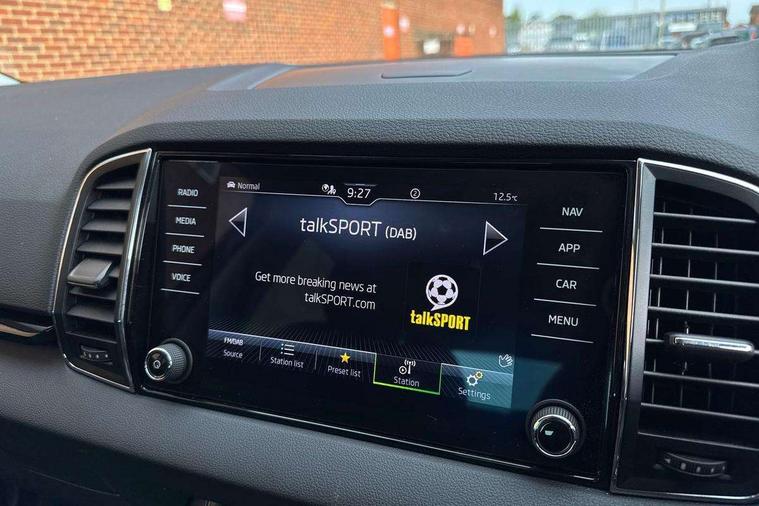 RADIO
MEDIA
PHONE
VOICE
Normal
9:27
2
12.5°C
talkSPORT (DAB)
Get more breaking news at
talkSPORT.com
talkSPORT
FM/DAB
Source
Station list
Preset list
Station
Settings
NAV
APP
CAR
MENU